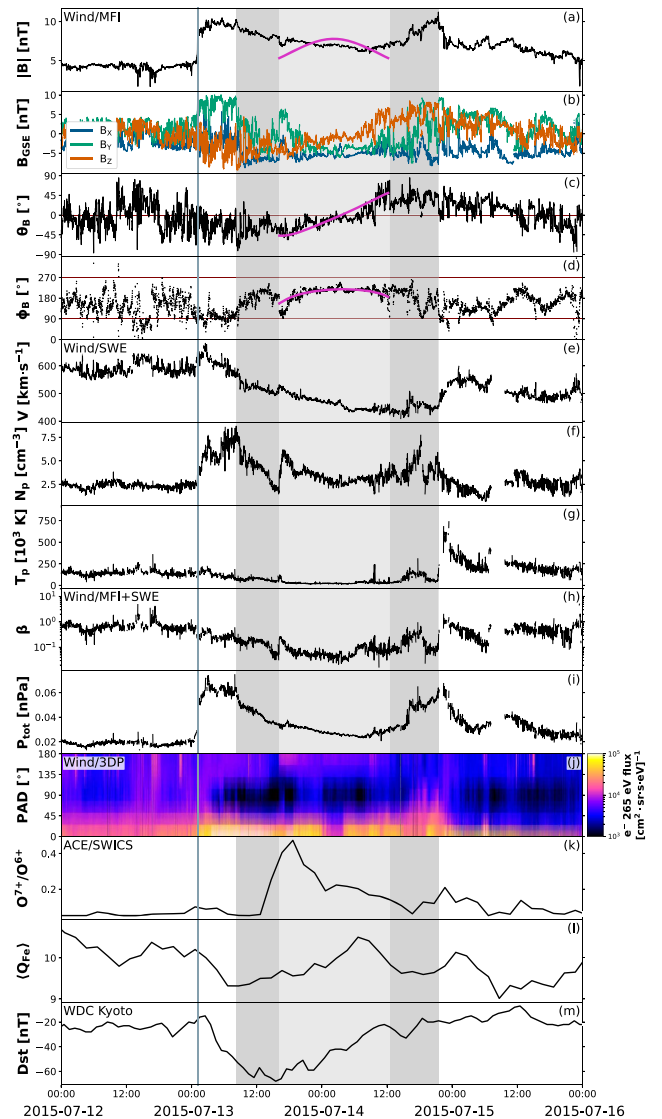 Wind/MFI
(a)
|B| [nT]
10
5
(b)
B_GSE [nT]
10
5
0
−5
B_X
B_Y
B_Z
(c)
θ_B [°]
90
45
0
−45
−90
(d)
ϕ_B [°]
270
180
90
0
Wind/SWE
(e)
V [km·s⁻¹]
600
500
400
(f)
N_p [cm⁻³]
7.5
5.0
2.5
(g)
T_p [10³ K]
750
500
250
0
Wind/MFI+SWE
(h)
β
10¹
10⁰
10⁻¹
(i)
P_tot [nPa]
0.06
0.04
0.02
Wind/3DP
(j)
PAD [°]
180
135
90
45
0
10⁵
10⁴
10³
e⁻ 265 eV flux
[cm²·sr·s·eV]⁻¹
ACE/SWICS
(k)
O⁷⁺/O⁶⁺
0,4
0,2
(l)
⟨Q_Fe⟩
10
9
WDC Kyoto
(m)
Dst [nT]
−20
−40
−60
00:00 12:00 00:00 12:00 00:00 12:00 00:00 12:00 00:00
2015-07-12 2015-07-13 2015-07-14 2015-07-15 2015-07-16